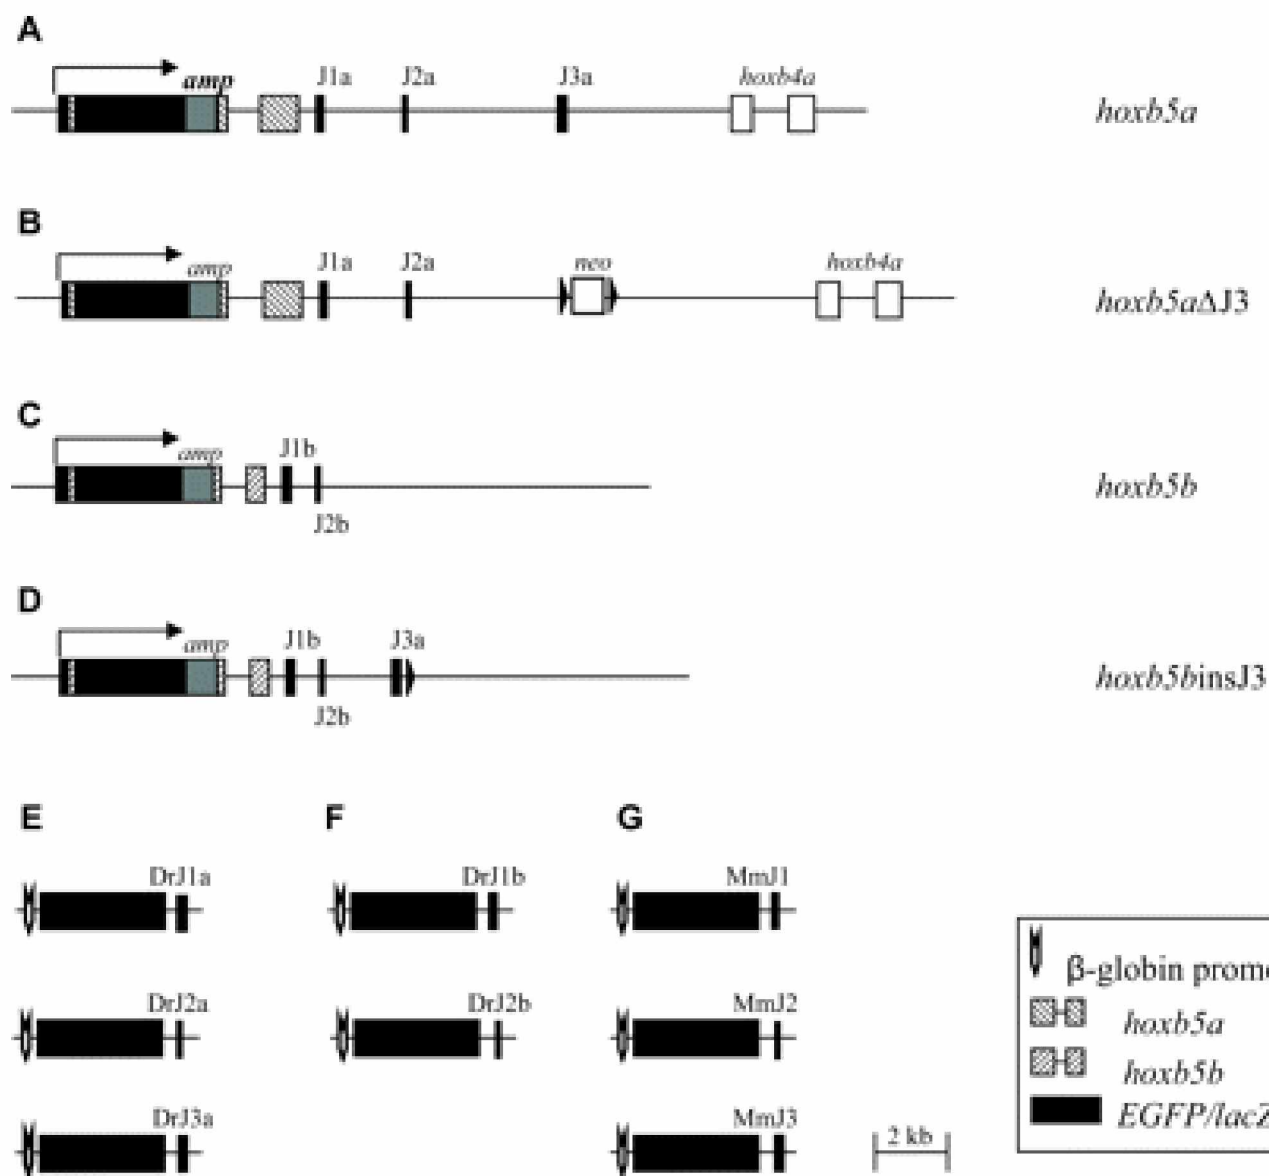 A
amp J1a J2a J3a hoxb4a
hoxb5a
B
amp J1a J2a neo hoxb4a
hoxb5aΔJ3
C
amp J1b
J2b
hoxb5b
D
amp J1b J3a
J2b
hoxb5binsJ3
E F G
DrJ1a DrJ1b MmJ1
DrJ2a DrJ2b MmJ2
DrJ3a MmJ3
2 kb
β-globin prom
hoxb5a
hoxb5b
EGFP/lacZ